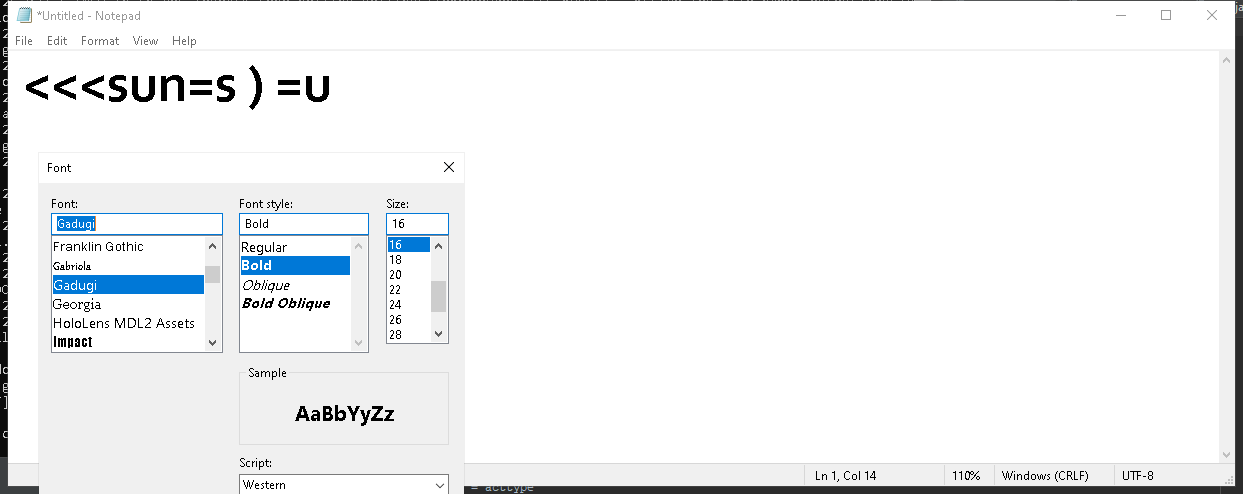 *Untitled - Notepad
File Edit Format View Help
<<<sun=s ) =u
Font
Font: Font style: Size:
Gadugi Bold 16
Franklin Gothic Regular 16
Gabriola Bold 18
Gadugi Oblique 20
Georgia Bold Oblique 22
HoloLens MDL2 Assets 24
Impact 26
28
Sample
AaBbYyZz
Script:
Western
Ln 1, Col 14 110% Windows (CRLF) UTF-8
= acctype